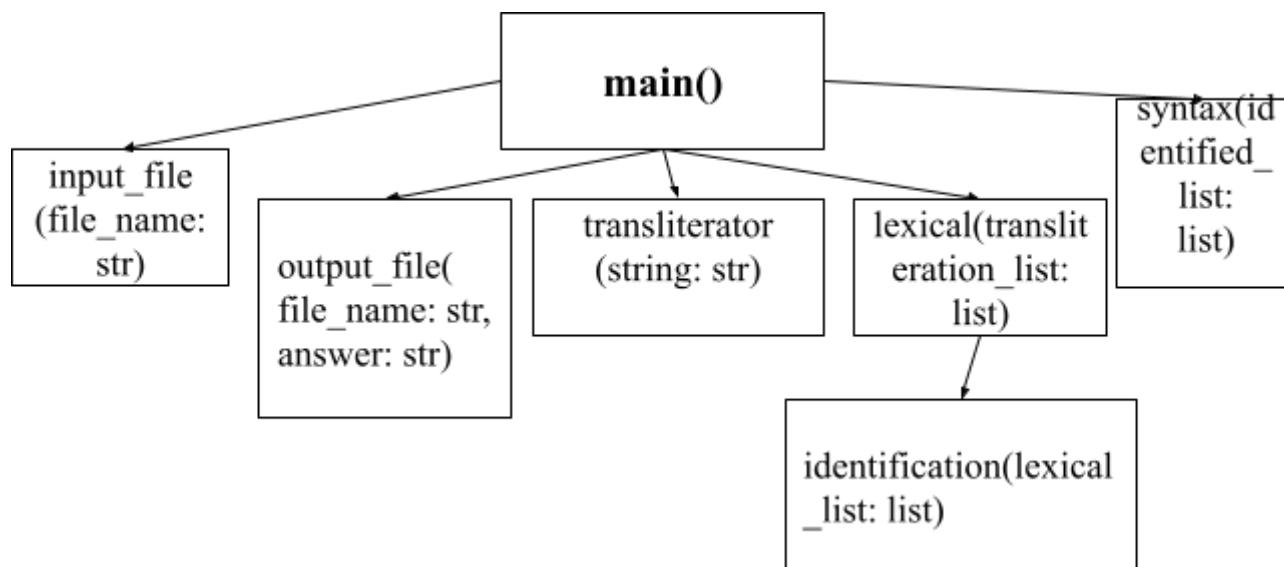 main()
input_file
(file_name:
str)
output_file(
file_name: str,
answer: str)
transliterator
(string: str)
lexical(translit
eration_list:
list)
syntax(id
entified_
list:
list)
identification(lexical
_list: list)